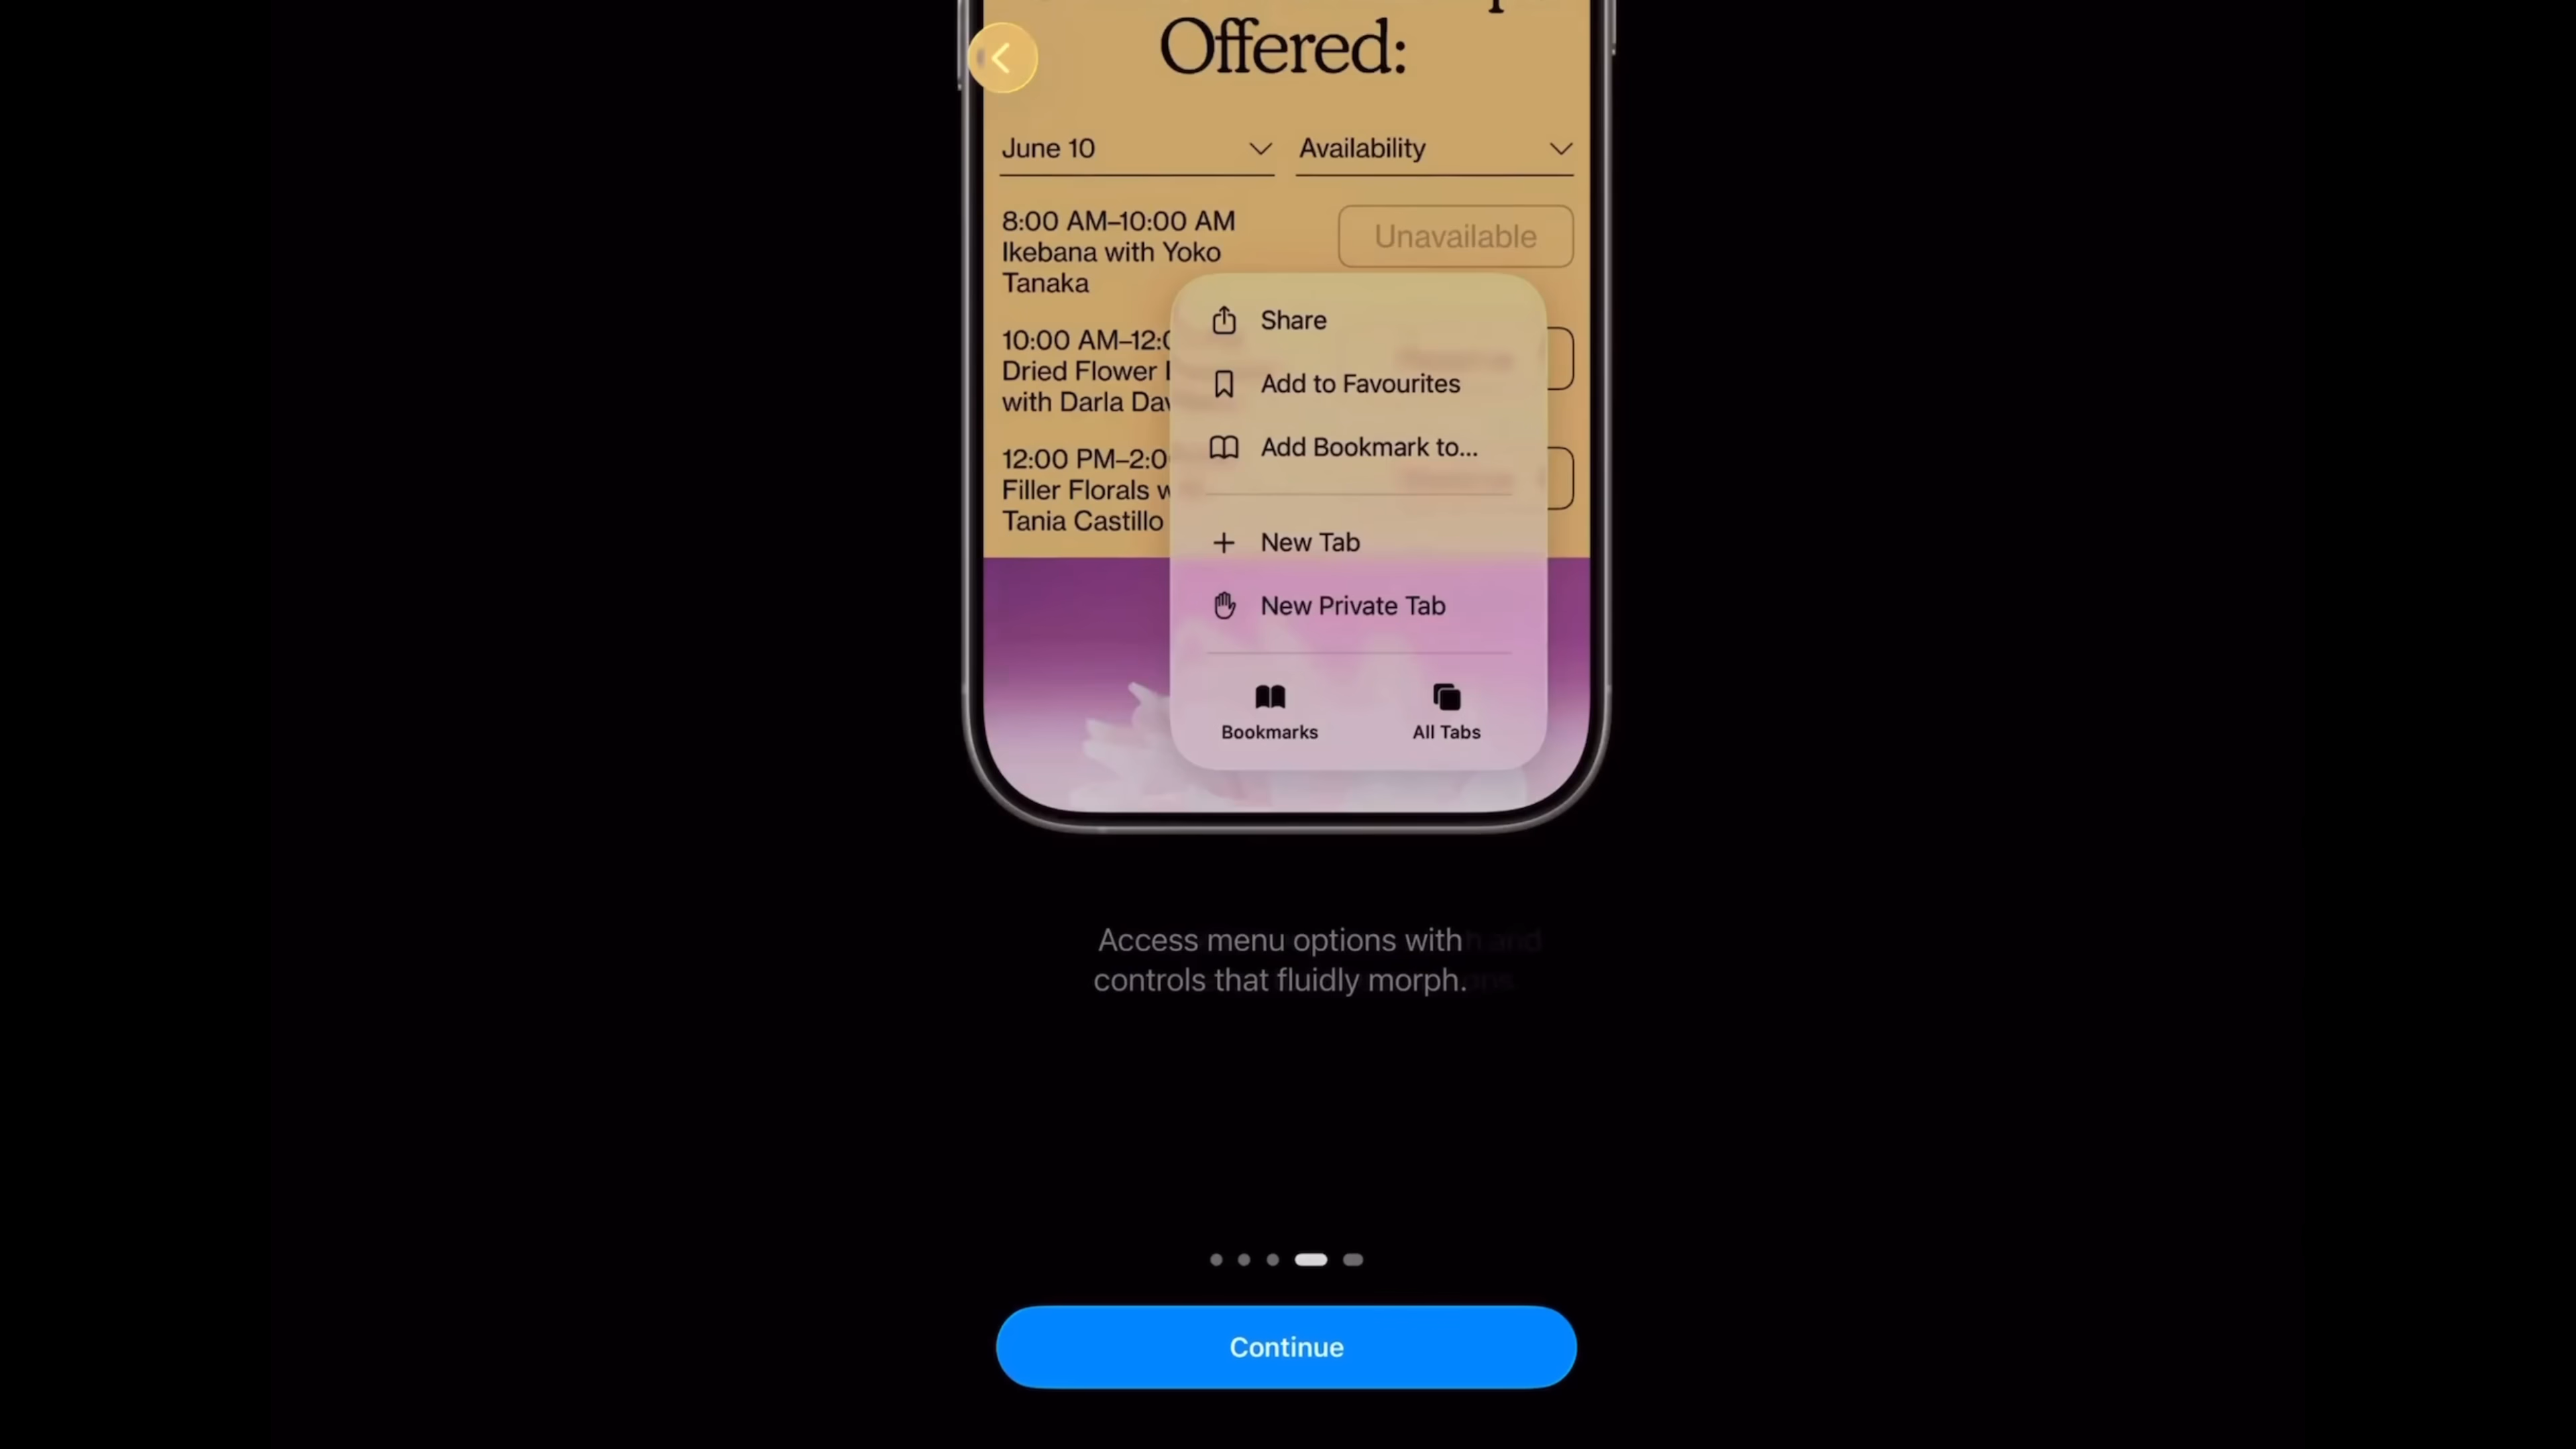 Offered:
June 10
Availability
8:00 AM–10:00 AM
Ikebana with Yoko
Tanaka
Unavailable
10:00 AM–12:0
Dried Flower
with Darla Dav
12:00 PM–2:0
Filler Florals w
Tania Castillo
Share
Add to Favourites
Add Bookmark to...
New Tab
New Private Tab
Bookmarks
All Tabs
Access menu options with
controls that fluidly morph.
Continue